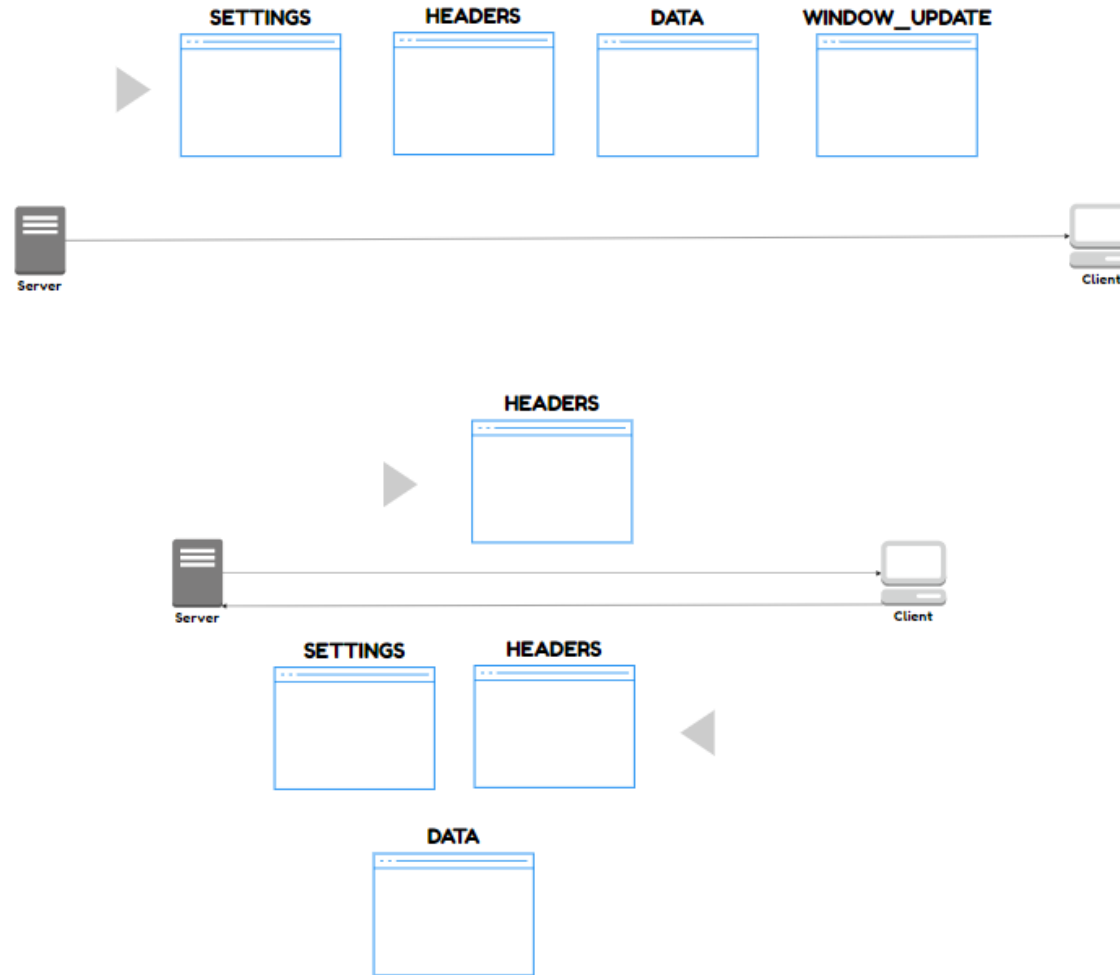 SETTINGS
HEADERS
DATA
WINDOW_UPDATE
Server
Client
HEADERS
Server
Client
SETTINGS
HEADERS
DATA